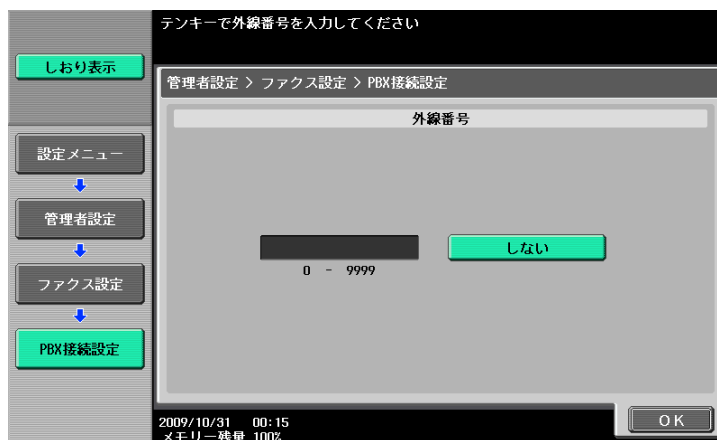 テンキーで外線番号を入力してください
しおり表示
管理者設定 > ファクス設定 > PBX接続設定
外線番号
設定メニュー
管理者設定
ファクス設定
PBX接続設定
しない
0 - 9999
2009/10/31 00:15
メモリー残量 100%
OK